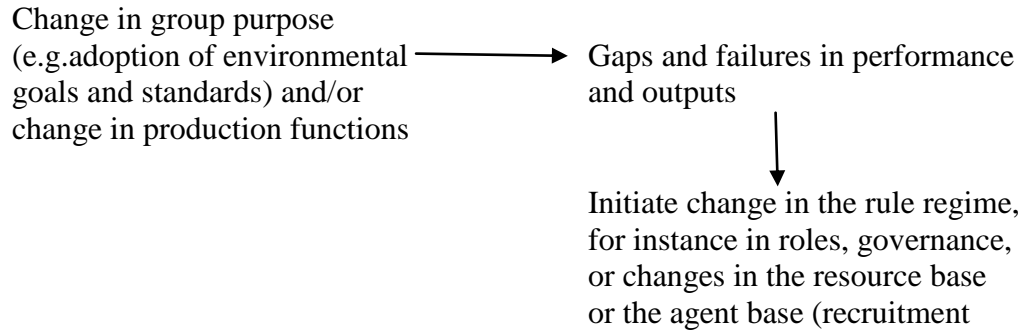 Change in group purpose
(e.g.adoption of environmental
goals and standards) and/or
change in production functions
Gaps and failures in performance
and outputs
Initiate change in the rule regime,
for instance in roles, governance,
or changes in the resource base
or the agent base (recruitment